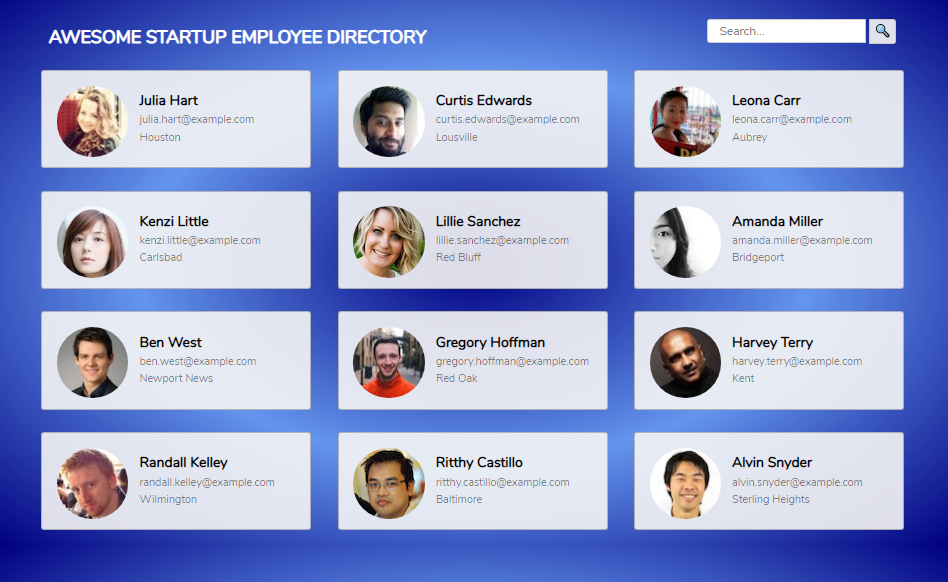 AWESOME STARTUP EMPLOYEE DIRECTORY
Search...
Julia Hart
julia.hart@example.com
Houston
Curtis Edwards
curtis.edwards@example.com
Lousville
Leona Carr
leona.carr@example.com
Aubrey
Kenzi Little
kenzi.little@example.com
Carlsbad
Lillie Sanchez
lillie.sanchez@example.com
Red Bluff
Amanda Miller
amanda.miller@example.com
Bridgeport
Ben West
ben.west@example.com
Newport News
Gregory Hoffman
gregory.hoffman@example.com
Red Oak
Harvey Terry
harvey.terry@example.com
Kent
Randall Kelley
randall.kelley@example.com
Wilmington
Ritthy Castillo
ritthy.castillo@example.com
Baltimore
Alvin Snyder
alvin.snyder@example.com
Sterling Heights